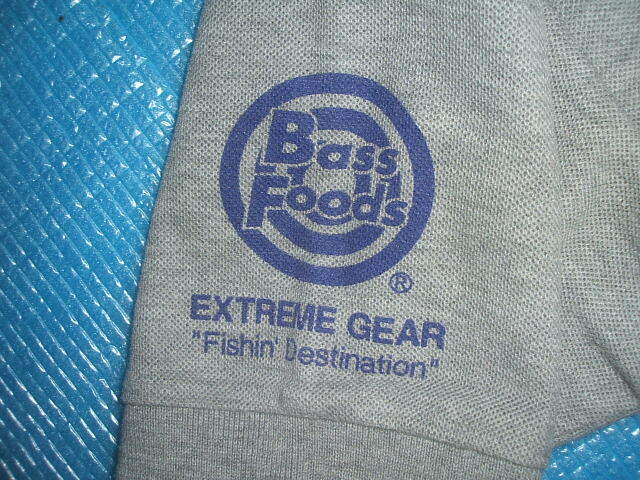 Bass
Foods
®
EXTREME GEAR
"Fishin' Destination"